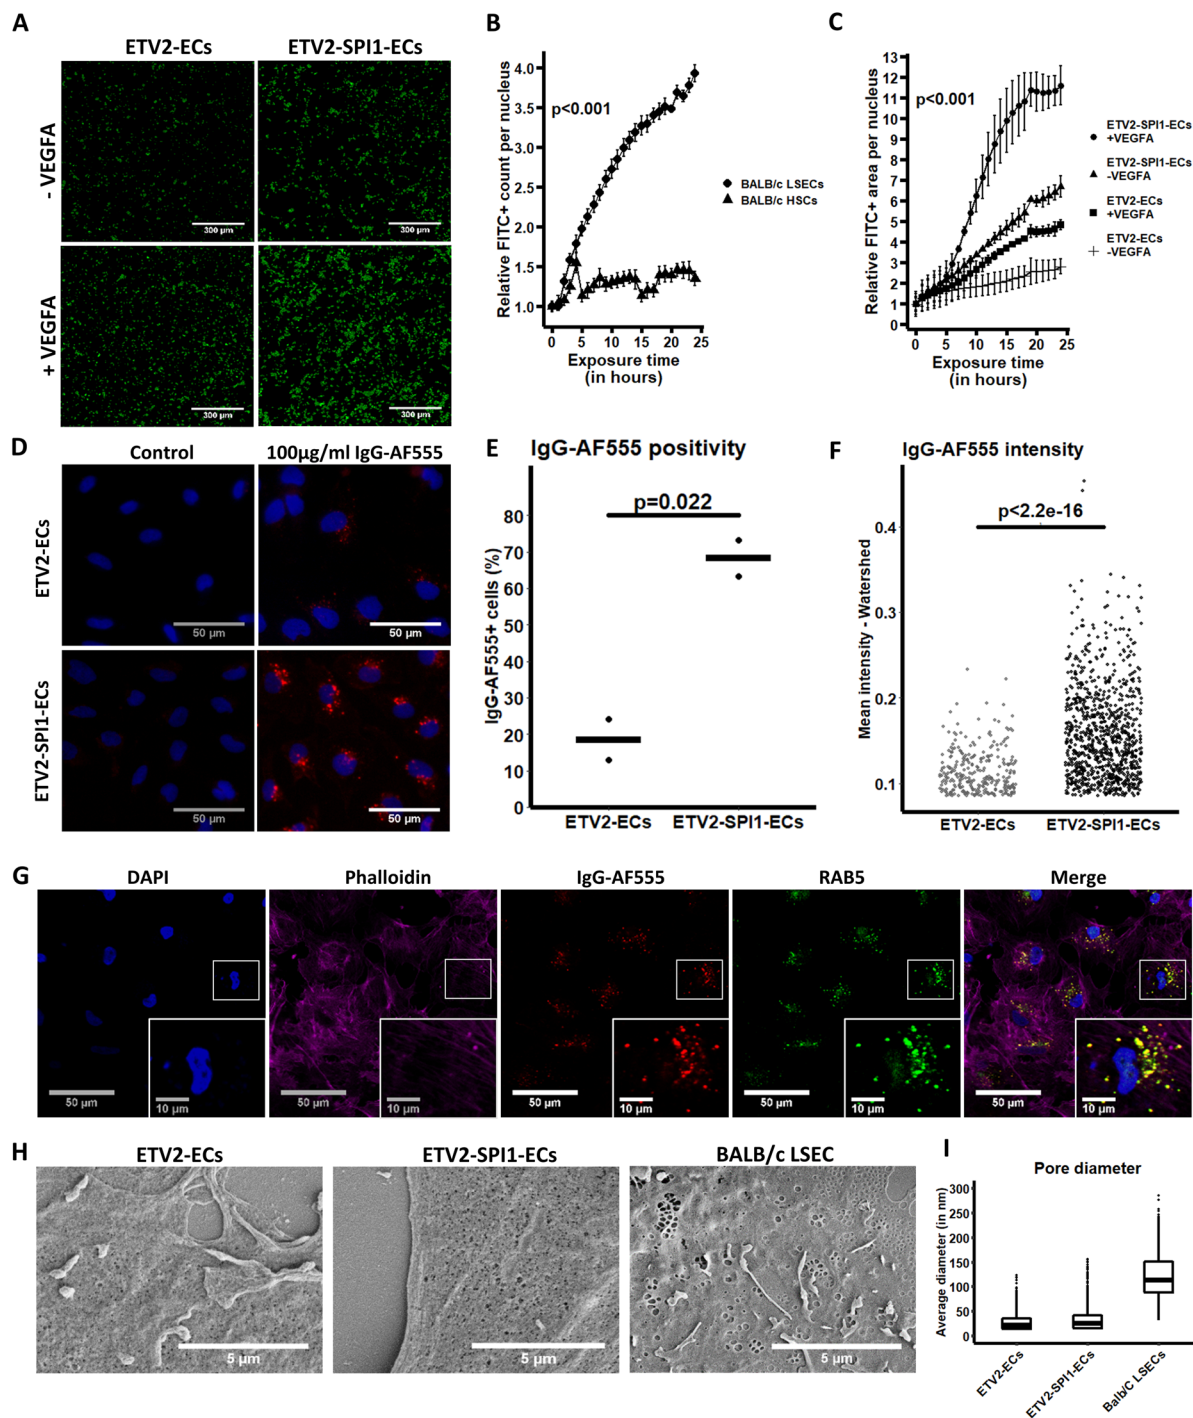 A
ETV2-ECs
ETV2-SPI1-ECs
- VEGFA
300 µm
300 µm
+ VEGFA
300 µm
300 µm
B
Relative FITC+ count per nucleus
4.0
3.5
3.0
2.5
2.0
1.5
1.0
p<0.001
0 5 10 15 20 25
Exposure time
(in hours)
BALB/c LSECs
BALB/c HSCs
C
Relative FITC+ area per nucleus
13
12
11
10
9
8
7
6
5
4
3
2
1
0
p<0.001
0 5 10 15 20 25
Exposure time
(in hours)
ETV2-SPI1-ECs
+VEGFA
ETV2-SPI1-ECs
-VEGFA
ETV2-ECs
+VEGFA
ETV2-ECs
-VEGFA
D
Control
100µg/ml IgG-AF555
ETV2-ECs
50 µm
50 µm
ETV2-SPI1-ECs
50 µm
50 µm
E
IgG-AF555 positivity
p=0.022
IgG-AF555+ cells (%)
80
70
60
50
40
30
20
10
0
ETV2-ECs
ETV2-SPI1-ECs
F
IgG-AF555 intensity
p<2.2e-16
Mean intensity - Watershed
0.4
0.3
0.2
0.1
ETV2-ECs
ETV2-SPI1-ECs
G
DAPI
Phalloidin
IgG-AF555
RAB5
Merge
50 µm
10 µm
50 µm
10 µm
50 µm
10 µm
50 µm
10 µm
50 µm
10 µm
H
ETV2-ECs
ETV2-SPI1-ECs
BALB/c LSEC
5 µm
5 µm
5 µm
I
Pore diameter
Average diameter (in nm)
300
250
200
150
100
50
0
ETV2-ECs
ETV2-SPI1-ECs
Balb/C LSECs